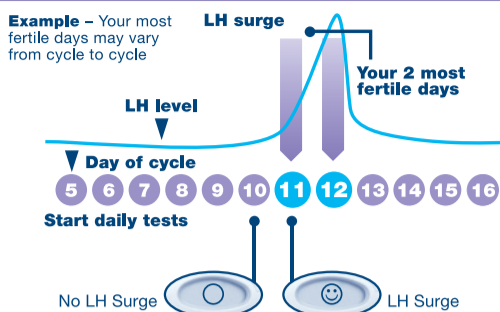 Example – Your most
fertile days may vary
from cycle to cycle
LH surge
Your 2 most
fertile days
LH level
Day of cycle
5 6 7 8 9 10 11 12 13 14 15 16
Start daily tests
No LH Surge
LH Surge